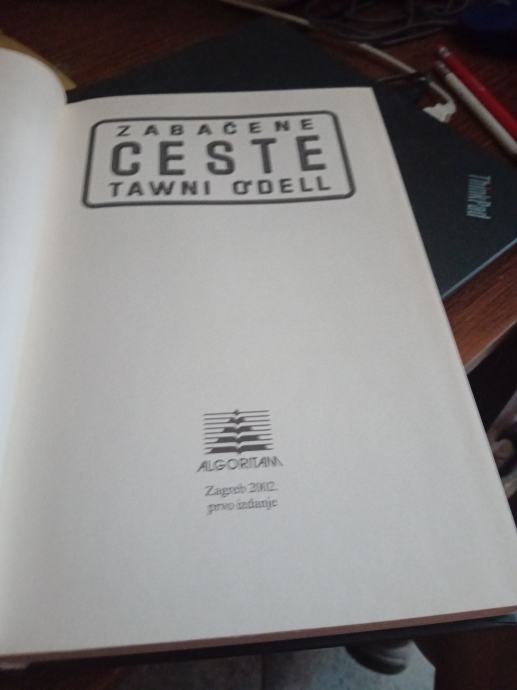 ZABAČENE
CESTE
TAWNI O'DELL
ThinkPad
ALGORITAM
Zagreb 2002.
prvo izdanje